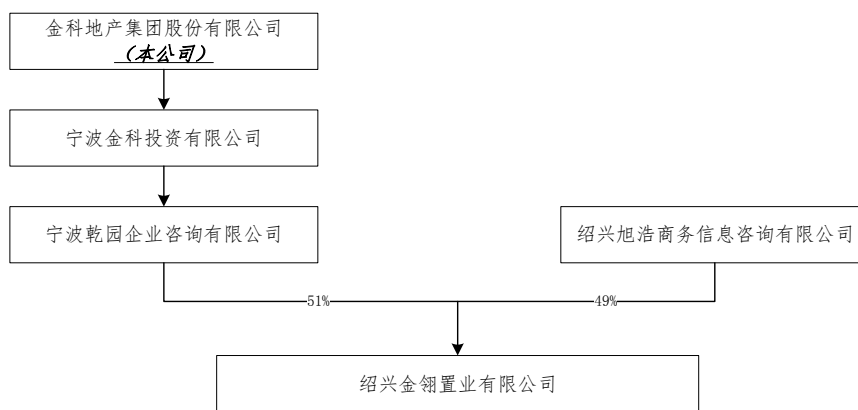 金科地产集团股份有限公司
（本公司）
宁波金科投资有限公司
宁波乾园企业咨询有限公司
绍兴旭浩商务信息咨询有限公司
51%
49%
绍兴金翎置业有限公司